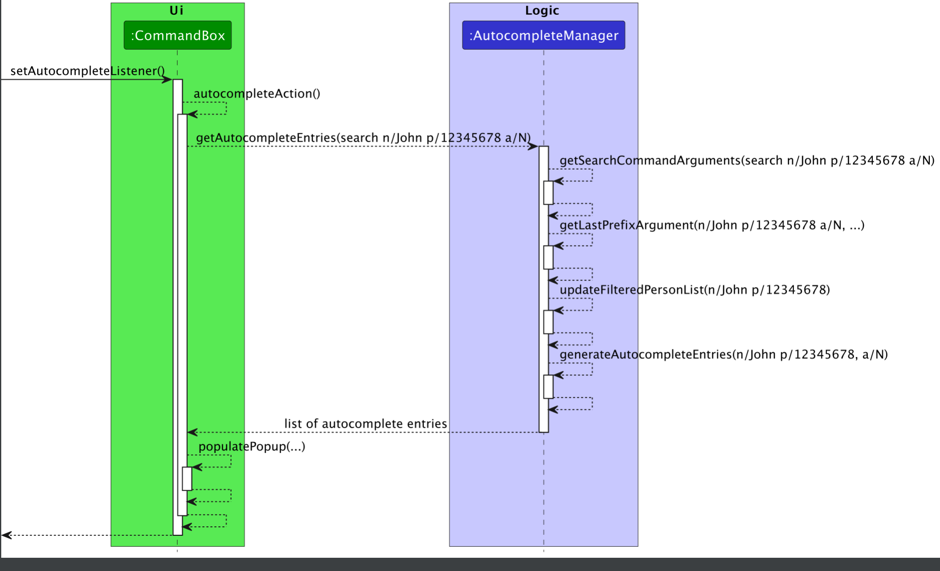 Ui
Logic
:CommandBox
:AutocompleteManager
setAutocompleteListener()
autocompleteAction()
getAutocompleteEntries(search n/John p/12345678 a/N)
getSearchCommandArguments(search n/John p/12345678 a/N)
getLastPrefixArgument(n/John p/12345678 a/N, ...)
updateFilteredPersonList(n/John p/12345678)
generateAutocompleteEntries(n/John p/12345678, a/N)
list of autocomplete entries
populatePopup(...)